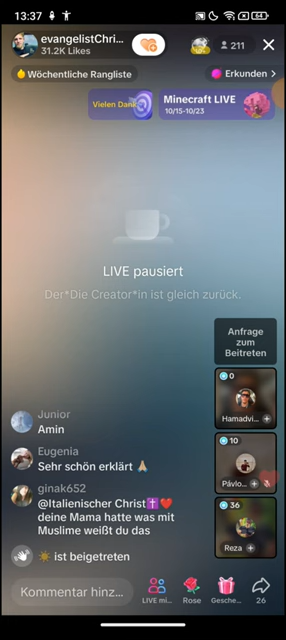 13:37
64
evangelistChri...
31.2K Likes
211
Wöchentliche Rangliste
Erkunden
Vielen Dank
Minecraft LIVE
10/15-10/23
LIVE pausiert
Der*Die Creator*in ist gleich zurück.
Anfrage
zum
Beitreten
0
Hamadvi...
10
Pávlo...
36
Reza
Junior
Amin
Eugenia
Sehr schön erklärt 🙏🏼
ginak652
@Italienischer Christ✝️❤️
deine Mama hatte was mit
Muslime weißt du das
ist beigetreten
Kommentar hinz...
LIVE mi...
Rose
Gesche...
26